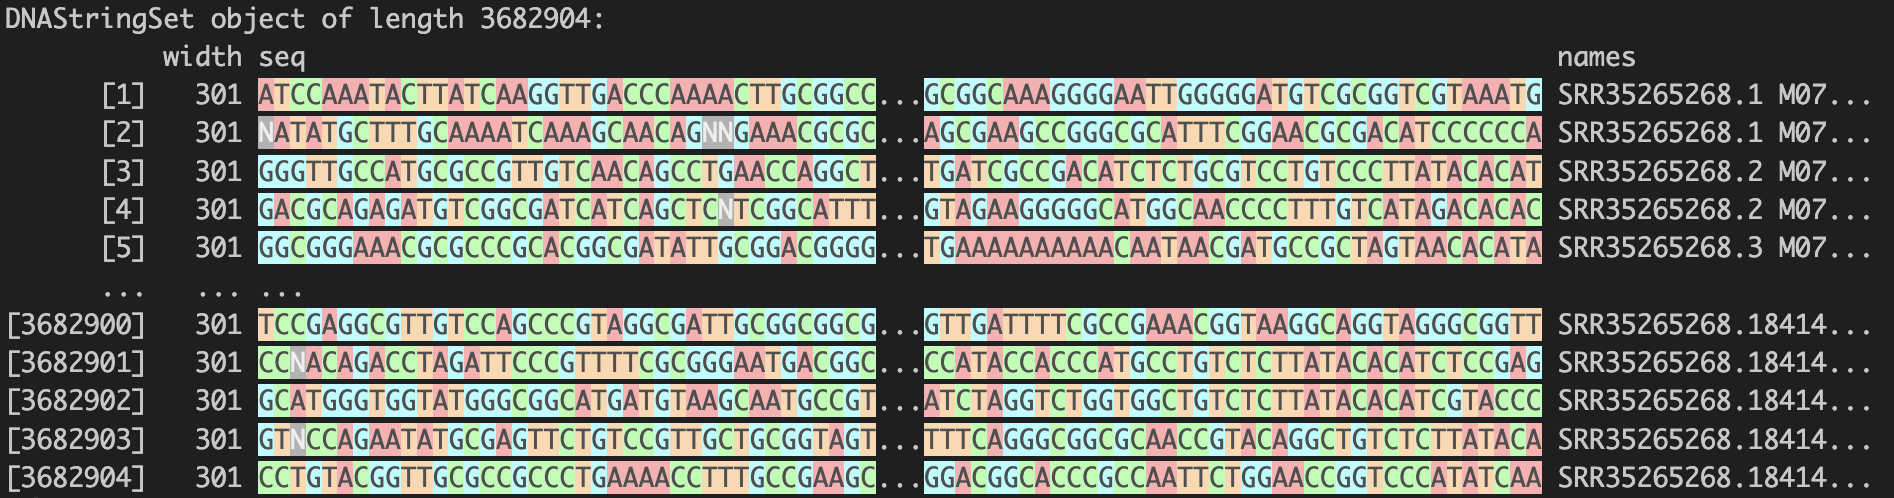 DNAStringSet object of length 3682904:
width seq names
[1] 301 ATCCAAATACTTATCAAGGTTGACCCAAAACTTGCGGCC...GCGGCAAAGGGGAATTGGGGGATGTCGCGGTCGTAAATG SRR35265268.1 M07...
[2] 301 NATATGCTTTGCAAAATCAAAGCAACAGNNGAAACGCGC...AGCGAAGCCGGGCGCATTTCGGAACGCGACATCCCCCCA SRR35265268.1 M07...
[3] 301 GGGTTGCCATGCGCCGTTGTCAACAGCCTGAACCAGGCT...TGATCGCCGACATCTCTGCGTCCTGTCCCTTATACACAT SRR35265268.2 M07...
[4] 301 GACGCAGAGATGTCGGCGATCATCAGCTCNTCGGCATTT...GTAGAAGGGGGCATGGCAACCCCTTTGTCATAGACACAC SRR35265268.2 M07...
[5] 301 GGCGGGAAACGCGCCCGCACGGCGATATTGCGGACGGGG...TGAAAAAAAAAACAATAACGATGCCGCTAGTAACACATA SRR35265268.3 M07...
... ... ...
[3682900] 301 TCCGAGGCGTTGTCCAGCCCGTAGGCGATTGCGGCGGCG...GTTGATTTTCGCCGAAACGGTAAGGCAGGTAGGGCGGTT SRR35265268.18414...
[3682901] 301 CCNACAGACCTAGATTCCCGTTTTCGCGGGAATGACGGC...CCATACCACCCATGCCTGTCTCTTATACACATCTCCGAG SRR35265268.18414...
[3682902] 301 GCATGGGTGGTATGGGCGGCATGATGTAAGCAATGCCGT...ATCTAGGTCTGGTGGCTGTCTCTTATACACATCGTACCC SRR35265268.18414...
[3682903] 301 GTNCCAGAATATGCGAGTTCTGTCCGTTGCTGCGGTAGT...TTTCAGGGCGGCGCAACCGTACAGGCTGTCTCTTATACA SRR35265268.18414...
[3682904] 301 CCTGTACGGTTGCGCCGCCCTGAAAACCTTTGCCGAAGC...GGACGGCACCCGCCAATTCTGGAACCGGTCCCATATCAA SRR35265268.18414...